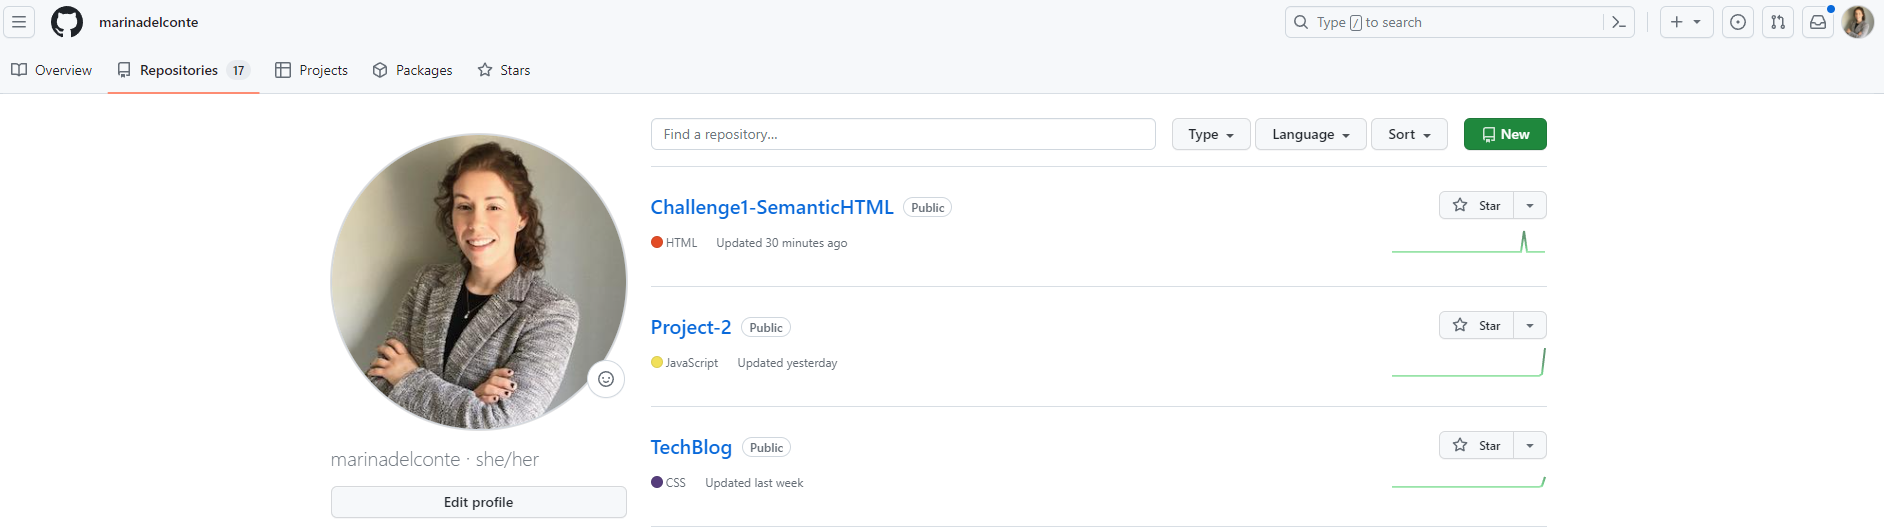 marinadelconte
Type / to search
Overview
Repositories 17
Projects
Packages
Stars
Find a repository...
Type
Language
Sort
New
Challenge1-SemanticHTML Public
Star
HTML Updated 30 minutes ago
Project-2 Public
Star
JavaScript Updated yesterday
TechBlog Public
Star
CSS Updated last week
marinadelconte · she/her
Edit profile